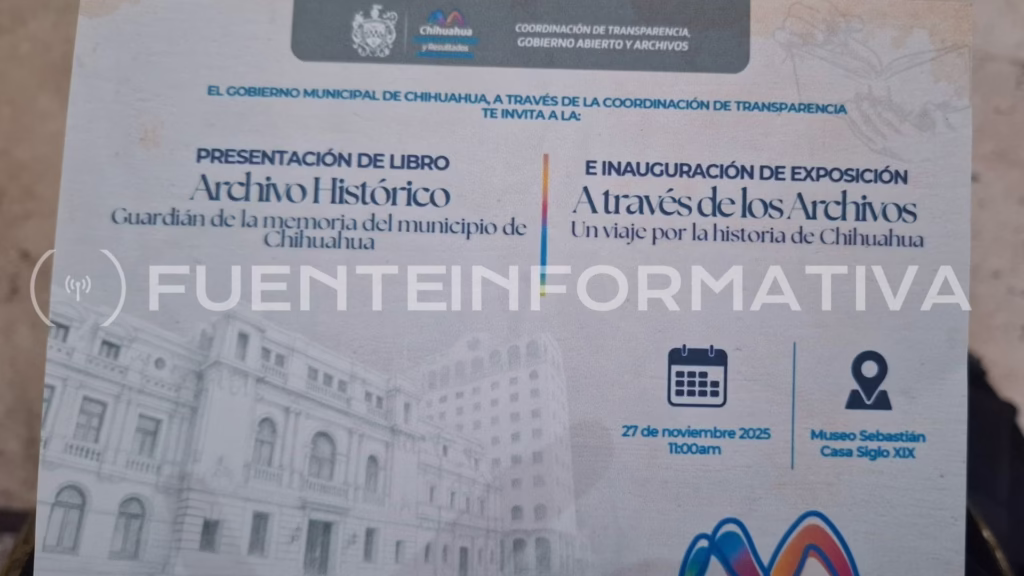 Chihuahua
y Resultados
COORDINACIÓN DE TRANSPARENCIA,
GOBIERNO ABIERTO Y ARCHIVOS
EL GOBIERNO MUNICIPAL DE CHIHUAHUA, A TRAVÉS DE LA COORDINACIÓN DE TRANSPARENCIA
TE INVITA A LA:
PRESENTACIÓN DE LIBRO
Archivo Histórico
Guardián de la memoria del municipio de
Chihuahua
E INAUGURACIÓN DE EXPOSICIÓN
A través de los Archivos
Un viaje por la historia de Chihuahua
FUENTEINFORMATIVA
27 de noviembre 2025
11:00am
Museo Sebastián
Casa Siglo XIX